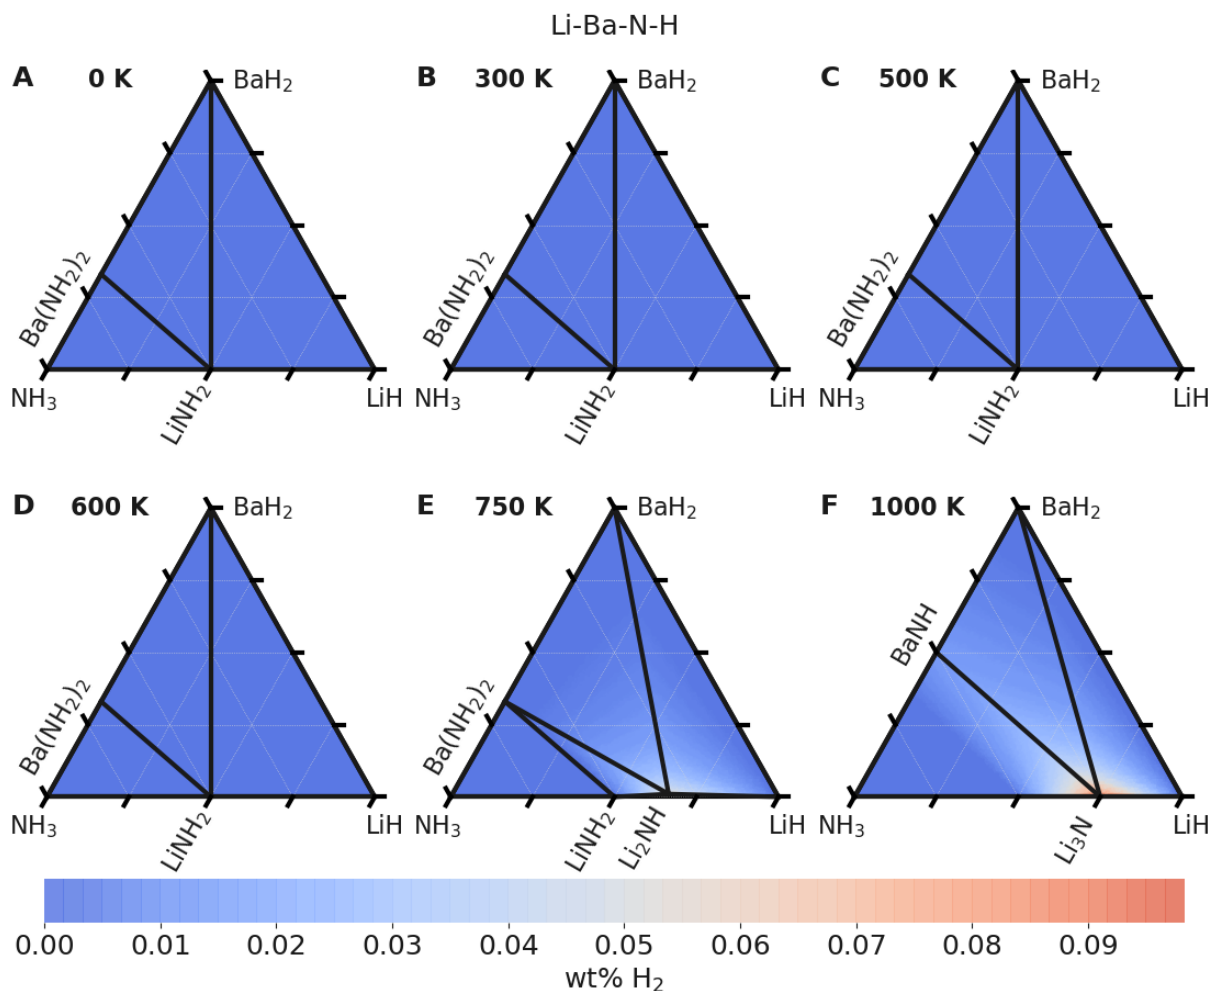 Li-Ba-N-H
A 0 K BaH₂
B 300 K BaH₂
C 500 K BaH₂
Ba(NH₂)₂
Ba(NH₂)₂
Ba(NH₂)₂
NH₃ LiNH₂ LiH
NH₃ LiNH₂ LiH
NH₃ LiNH₂ LiH
D 600 K BaH₂
E 750 K BaH₂
F 1000 K BaH₂
Ba(NH₂)₂
Ba(NH₂)₂
BaNH
NH₃ LiNH₂ LiH
NH₃ LiNH₂ Li₂NH LiH
NH₃ Li₃N LiH
0.00 0.01 0.02 0.03 0.04 0.05 0.06 0.07 0.08 0.09
wt% H₂